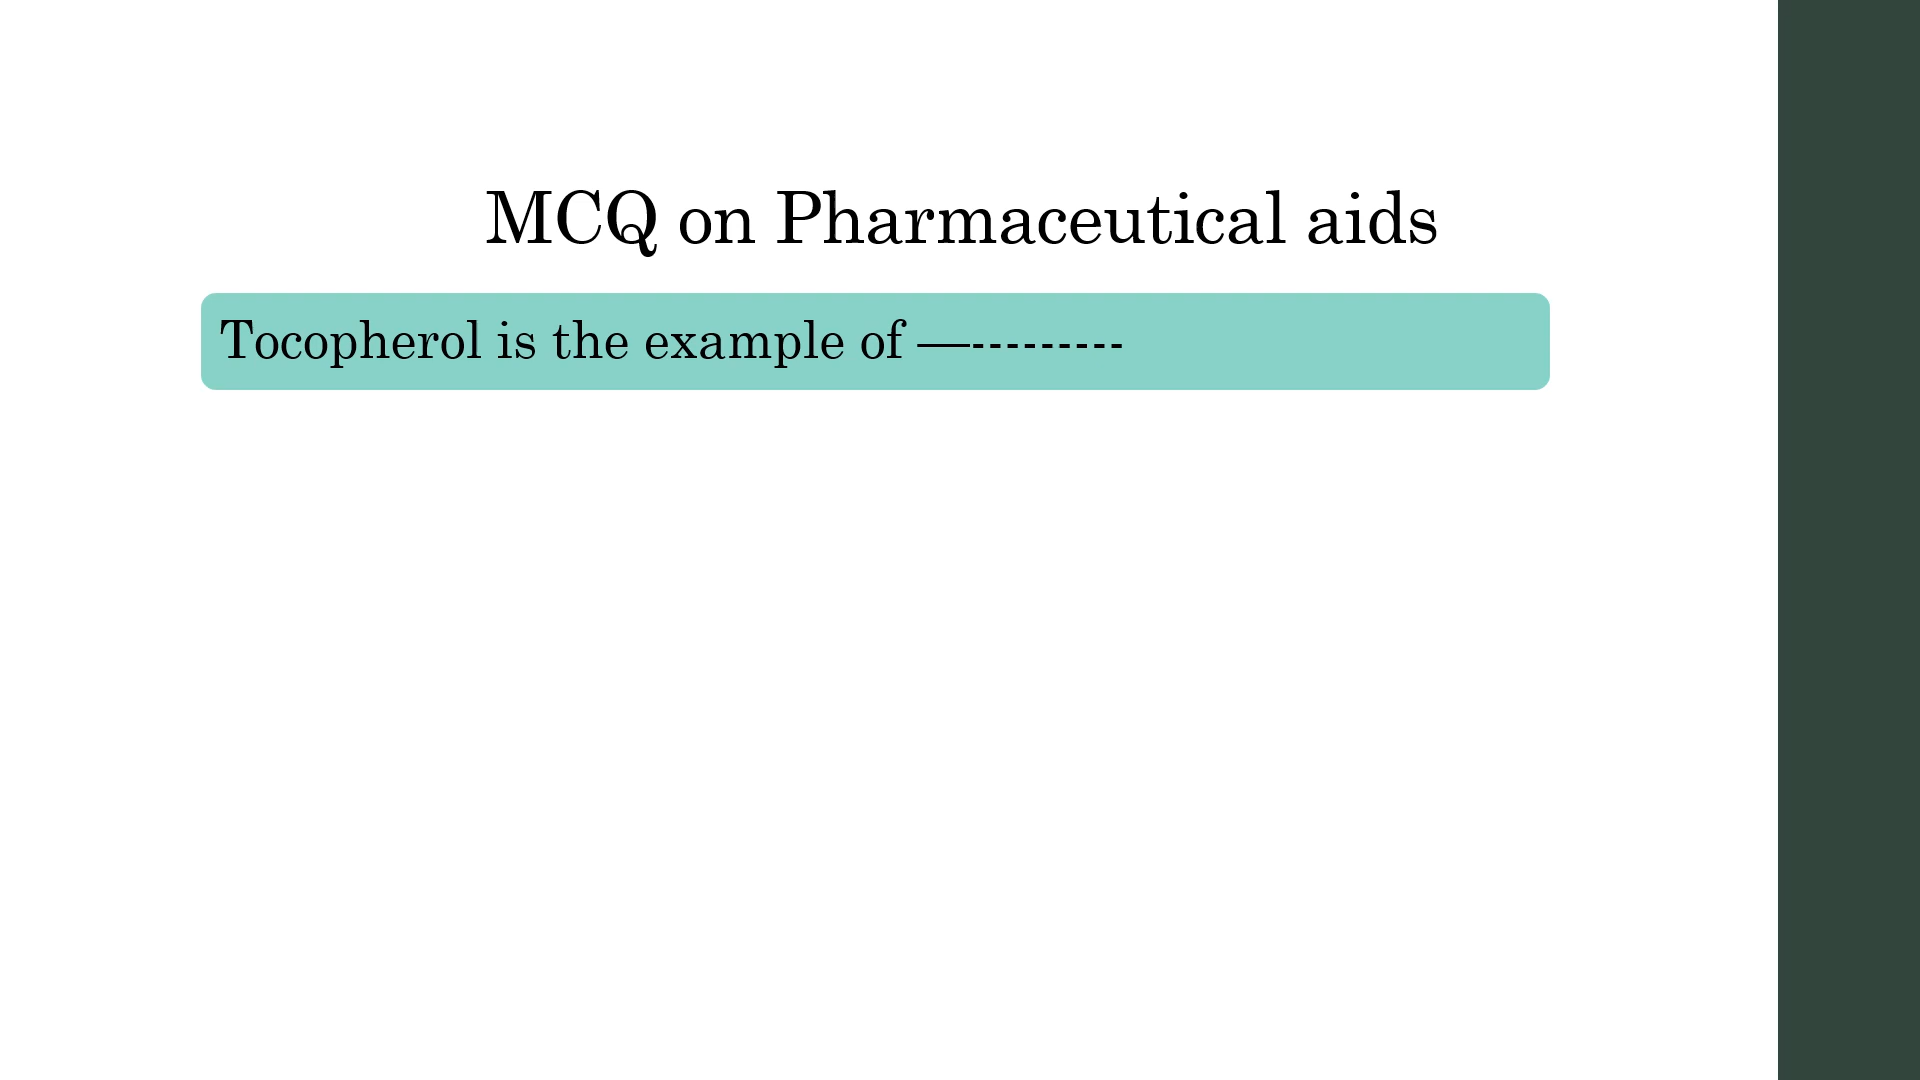 MCQ on Pharmaceutical aids
Tocopherol is the example of —---------